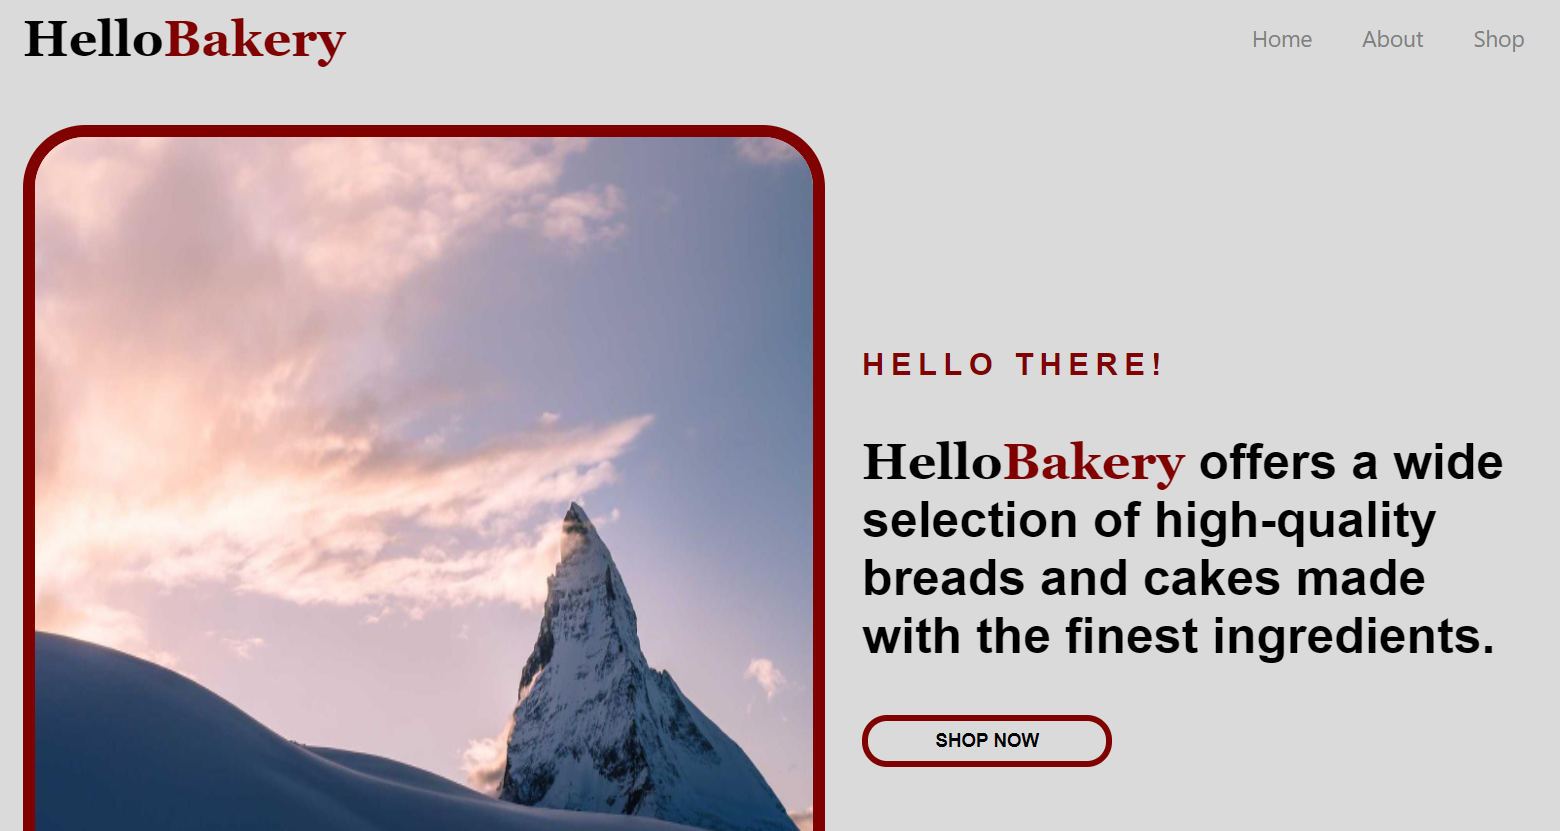 HelloBakery
Home About Shop
HELLO THERE!
HelloBakery offers a wide
selection of high-quality
breads and cakes made
with the finest ingredients.
SHOP NOW